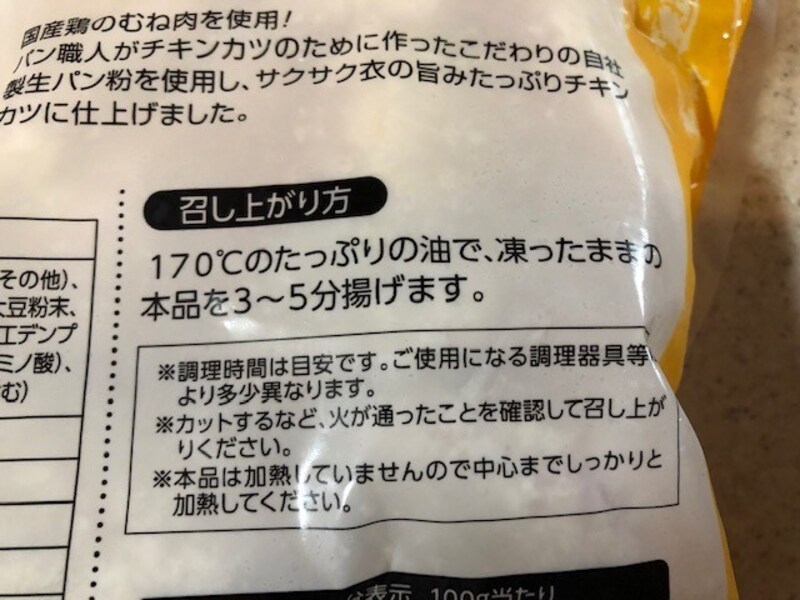 国産鶏のむね肉を使用!
パン職人がチキンカツのために作ったこだわりの自社
製生パン粉を使用し、サクサク衣の旨みたっぷりチキン
カツに仕上げました。
召し上がり方
170℃のたっぷりの油で、凍ったままの
本品を3〜5分揚げます。
※調理時間は目安です。ご使用になる調理器具等
より多少異なります。
※カットするなど、火が通ったことを確認して召し上が
りください。
※本品は加熱していませんので中心までしっかりと
加熱してください。
その他)、
大豆粉末、
工デンプ
ミノ酸)、
む)
表示 100g当たり